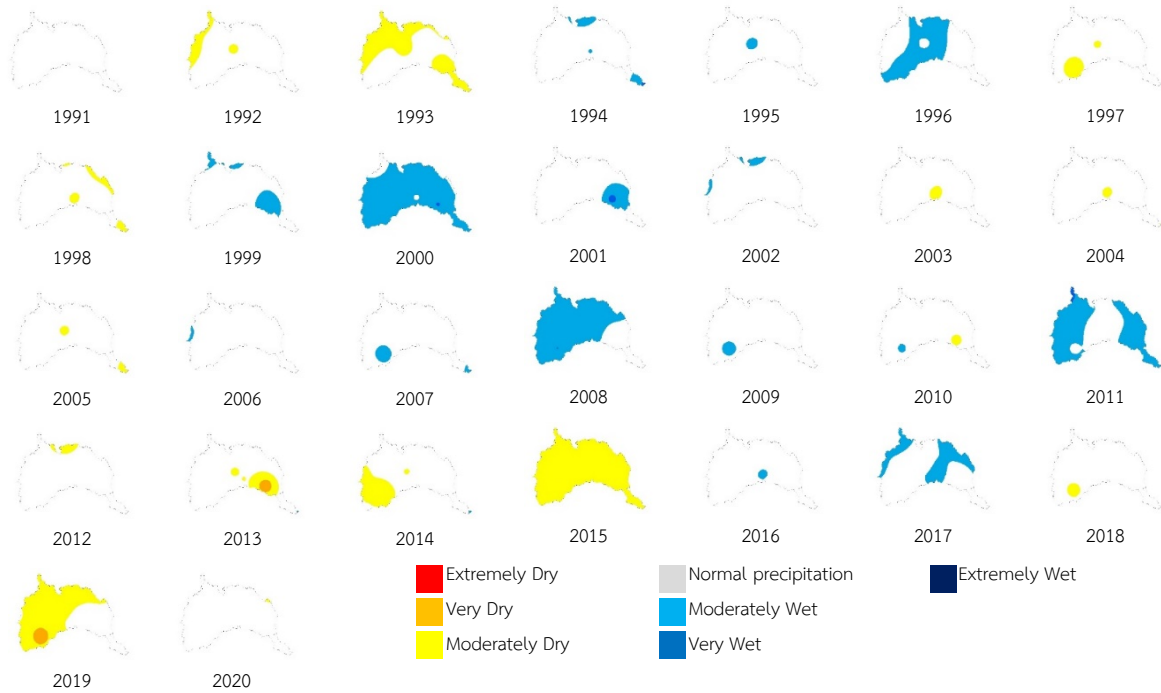 1991 1992 1993 1994 1995 1996 1997
1998 1999 2000 2001 2002 2003 2004
2005 2006 2007 2008 2009 2010 2011
2012 2013 2014 2015 2016 2017 2018
Extremely Dry Normal precipitation Extremely Wet
Very Dry Moderately Wet
Moderately Dry Very Wet
2019 2020